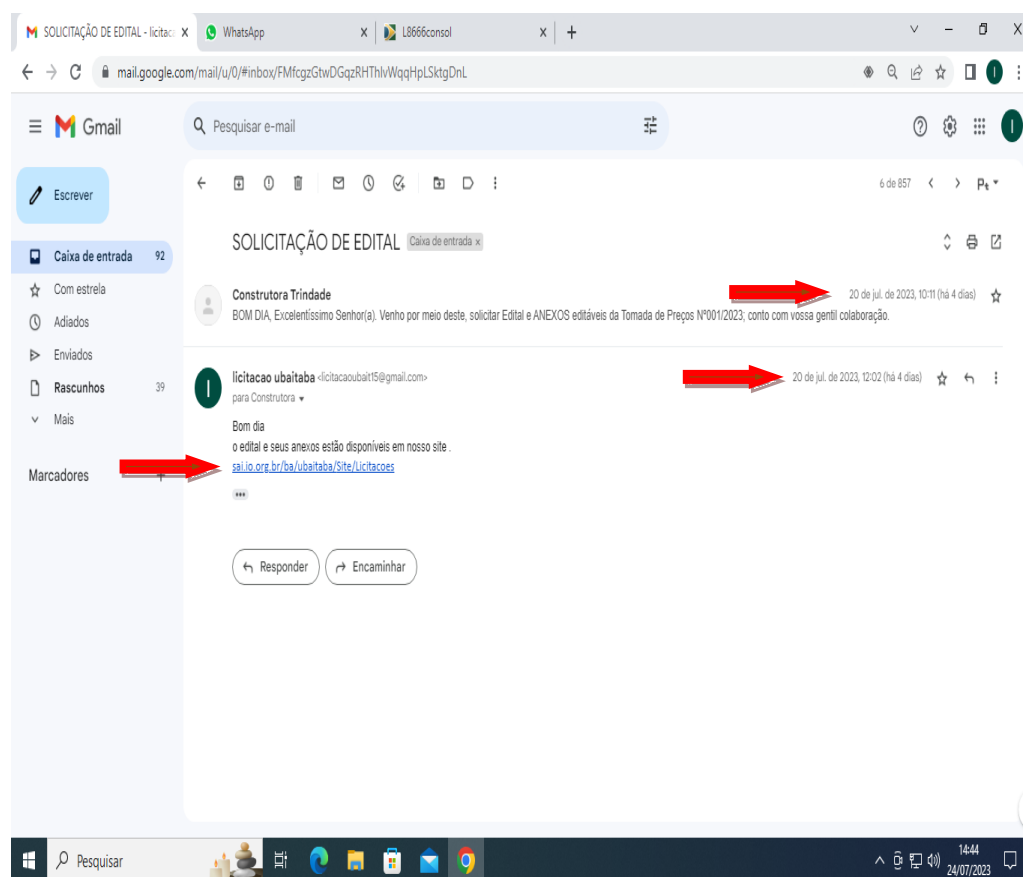 SOLICITAÇÃO DE EDITAL - licitac
WhatsApp
L8666consol
mail.google.com/mail/u/0/#inbox/FMfcgzGtwDGqzRHThlvWqqHpLSktgDnL
Gmail
Pesquisar e-mail
Escrever
6 de 857
Caixa de entrada 92
Com estrela
Adiados
Enviados
Rascunhos 39
Mais
Marcadores
SOLICITAÇÃO DE EDITAL Caixa de entrada x
Construtora Trindade 20 de jul. de 2023, 10:11 (há 4 dias)
BOM DIA, Excelentíssimo Senhor(a). Venho por meio deste, solicitar Edital e ANEXOS editáveis da Tomada de Preços Nº001/2023; conto com vossa gentil colaboração.
licitacao ubaitaba <licitacaoubait15@gmail.com> 20 de jul. de 2023, 12:02 (há 4 dias)
para Construtora
Bom dia
o edital e seus anexos estão disponíveis em nosso site .
sai.io.org.br/ba/ubaitaba/Site/Licitacoes
Responder Encaminhar
Pesquisar
14:44
24/07/2023